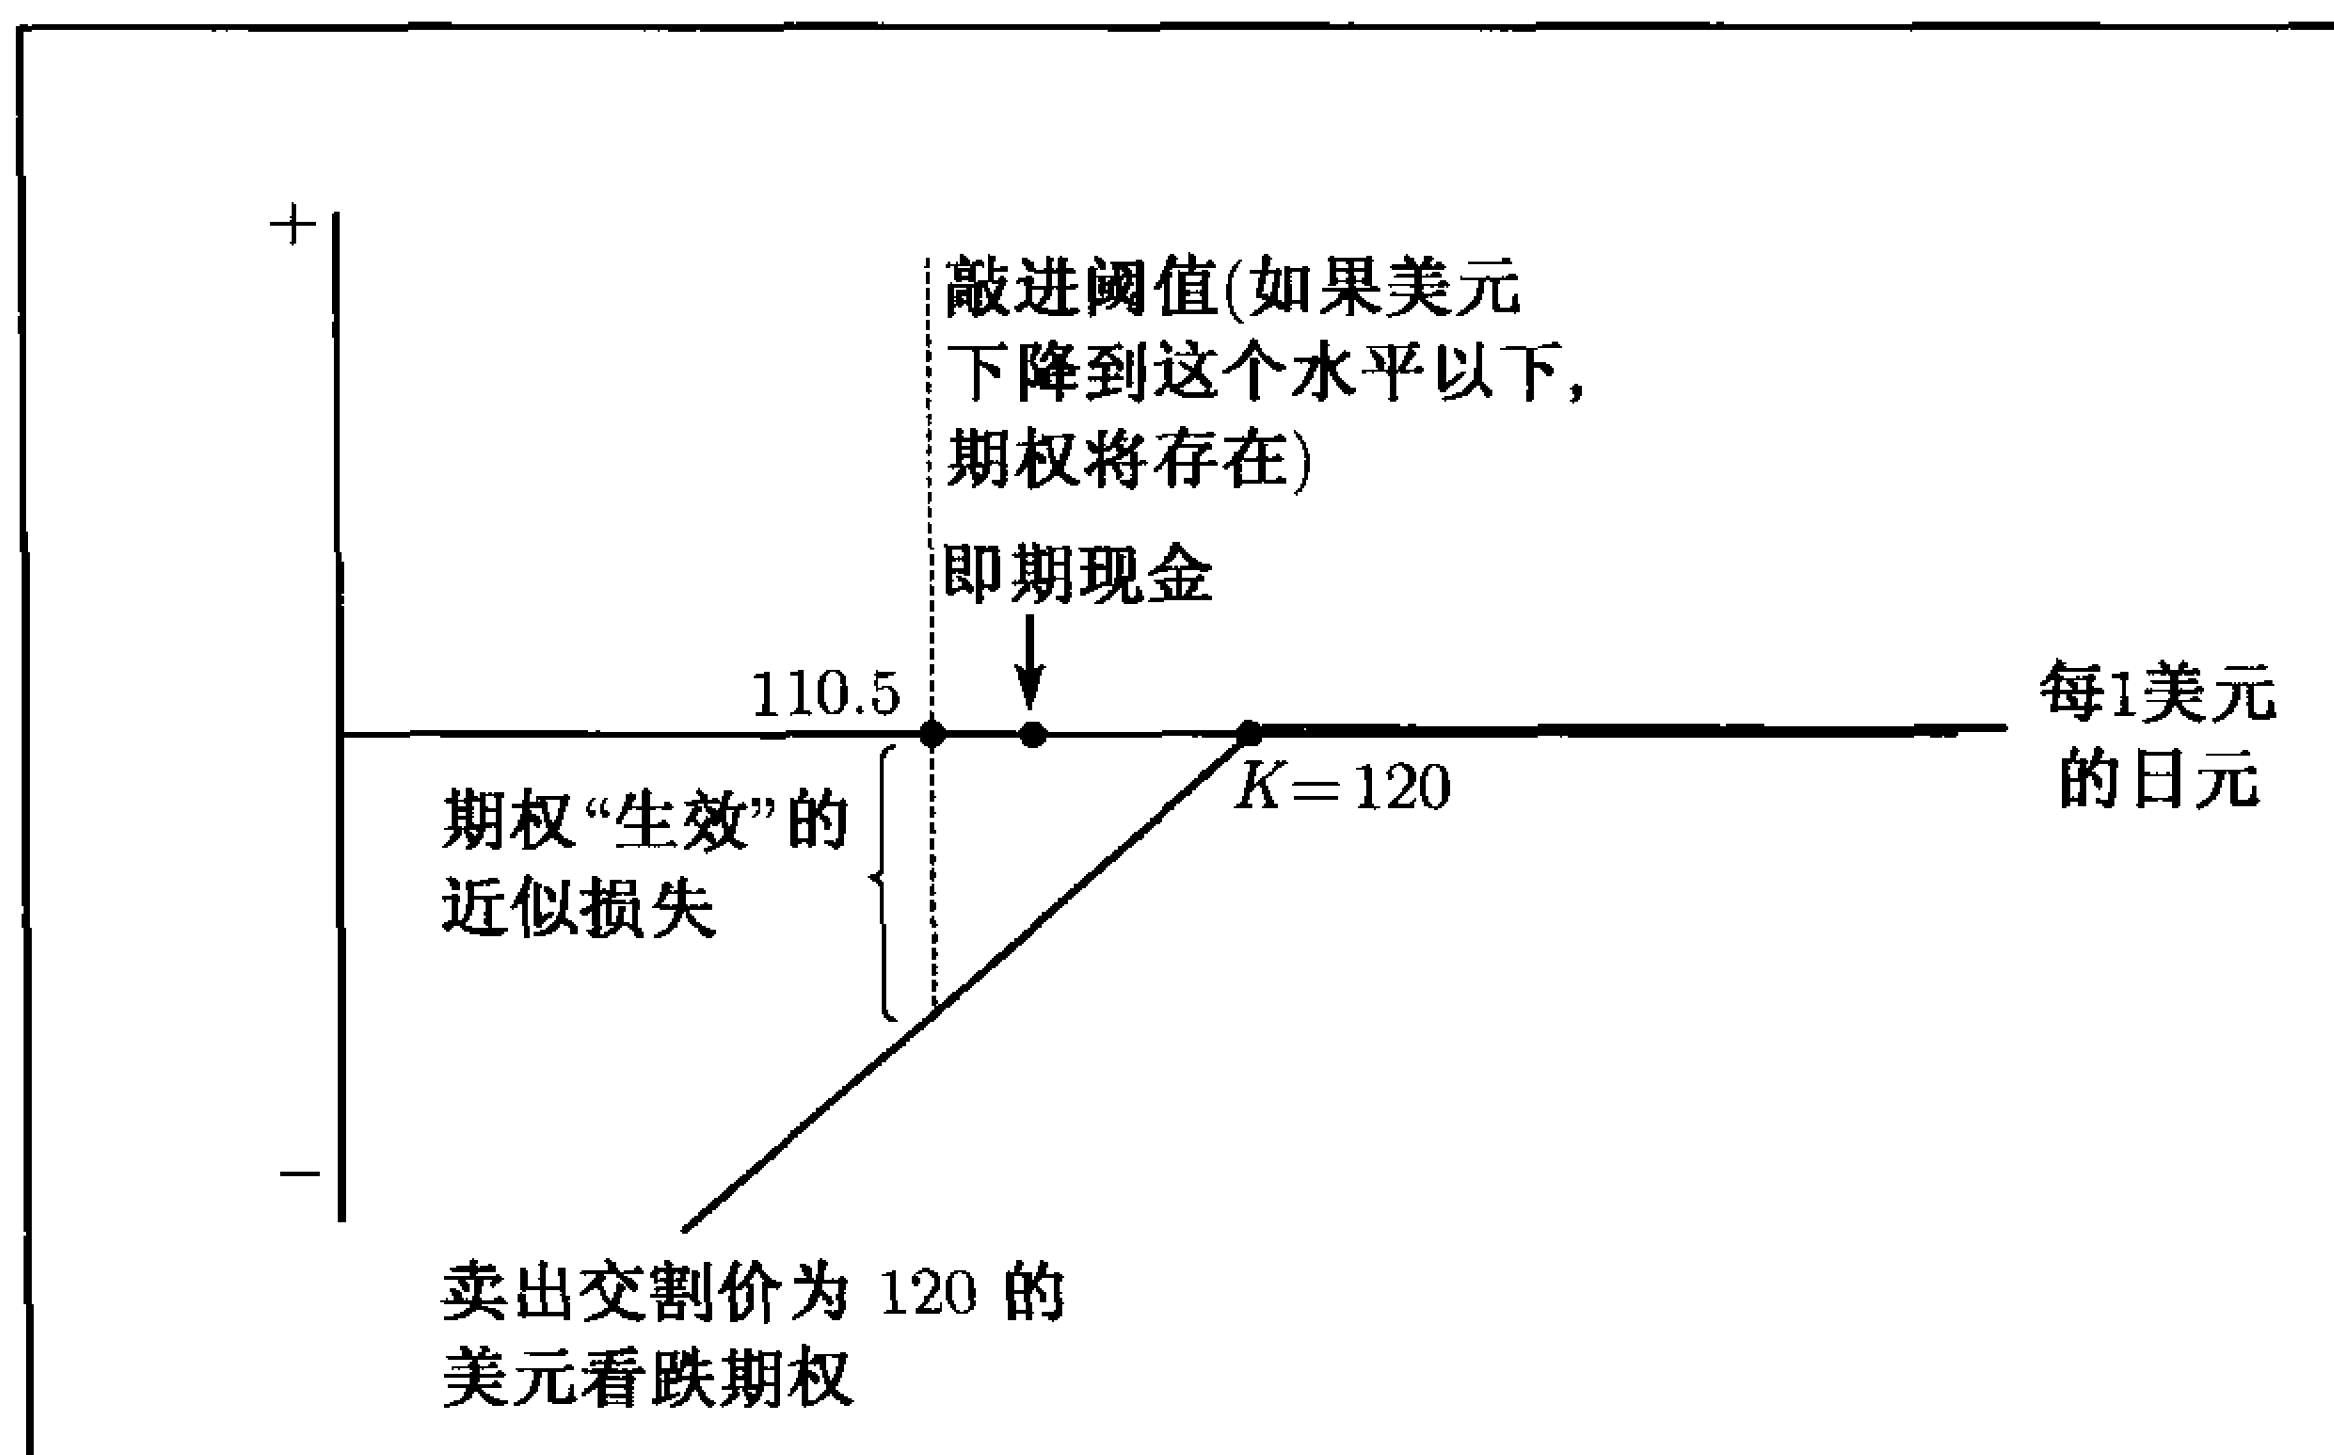 +
敲进阈值(如果美元
下降到这个水平以下,
期权将存在)
即期现金
110.5
每1美元
的日元
K=120
期权“生效”的
近似损失
−
卖出交割价为 120 的
美元看跌期权